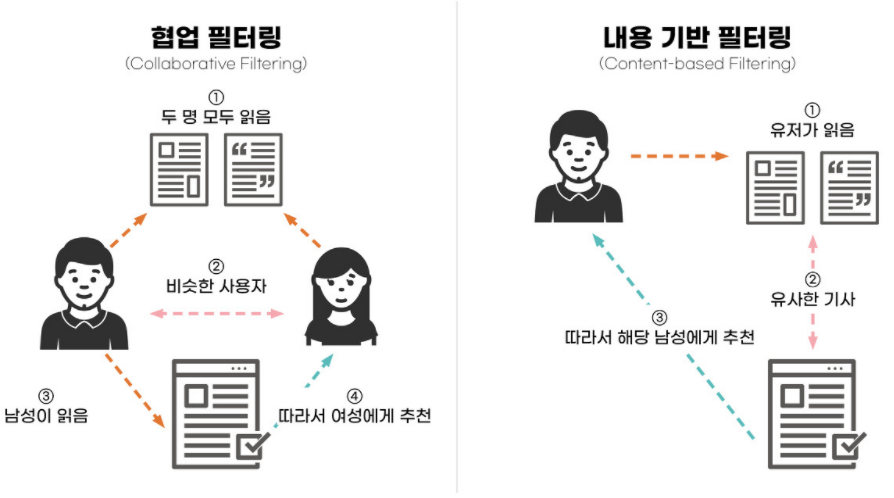 협업 필터링
(Collaborative Filtering)
①
두 명 모두 읽음
②
비슷한 사용자
③
남성이 읽음
④
따라서 여성에게 추천
내용 기반 필터링
(Content-based Filtering)
①
유저가 읽음
②
유사한 기사
③
따라서 해당 남성에게 추천